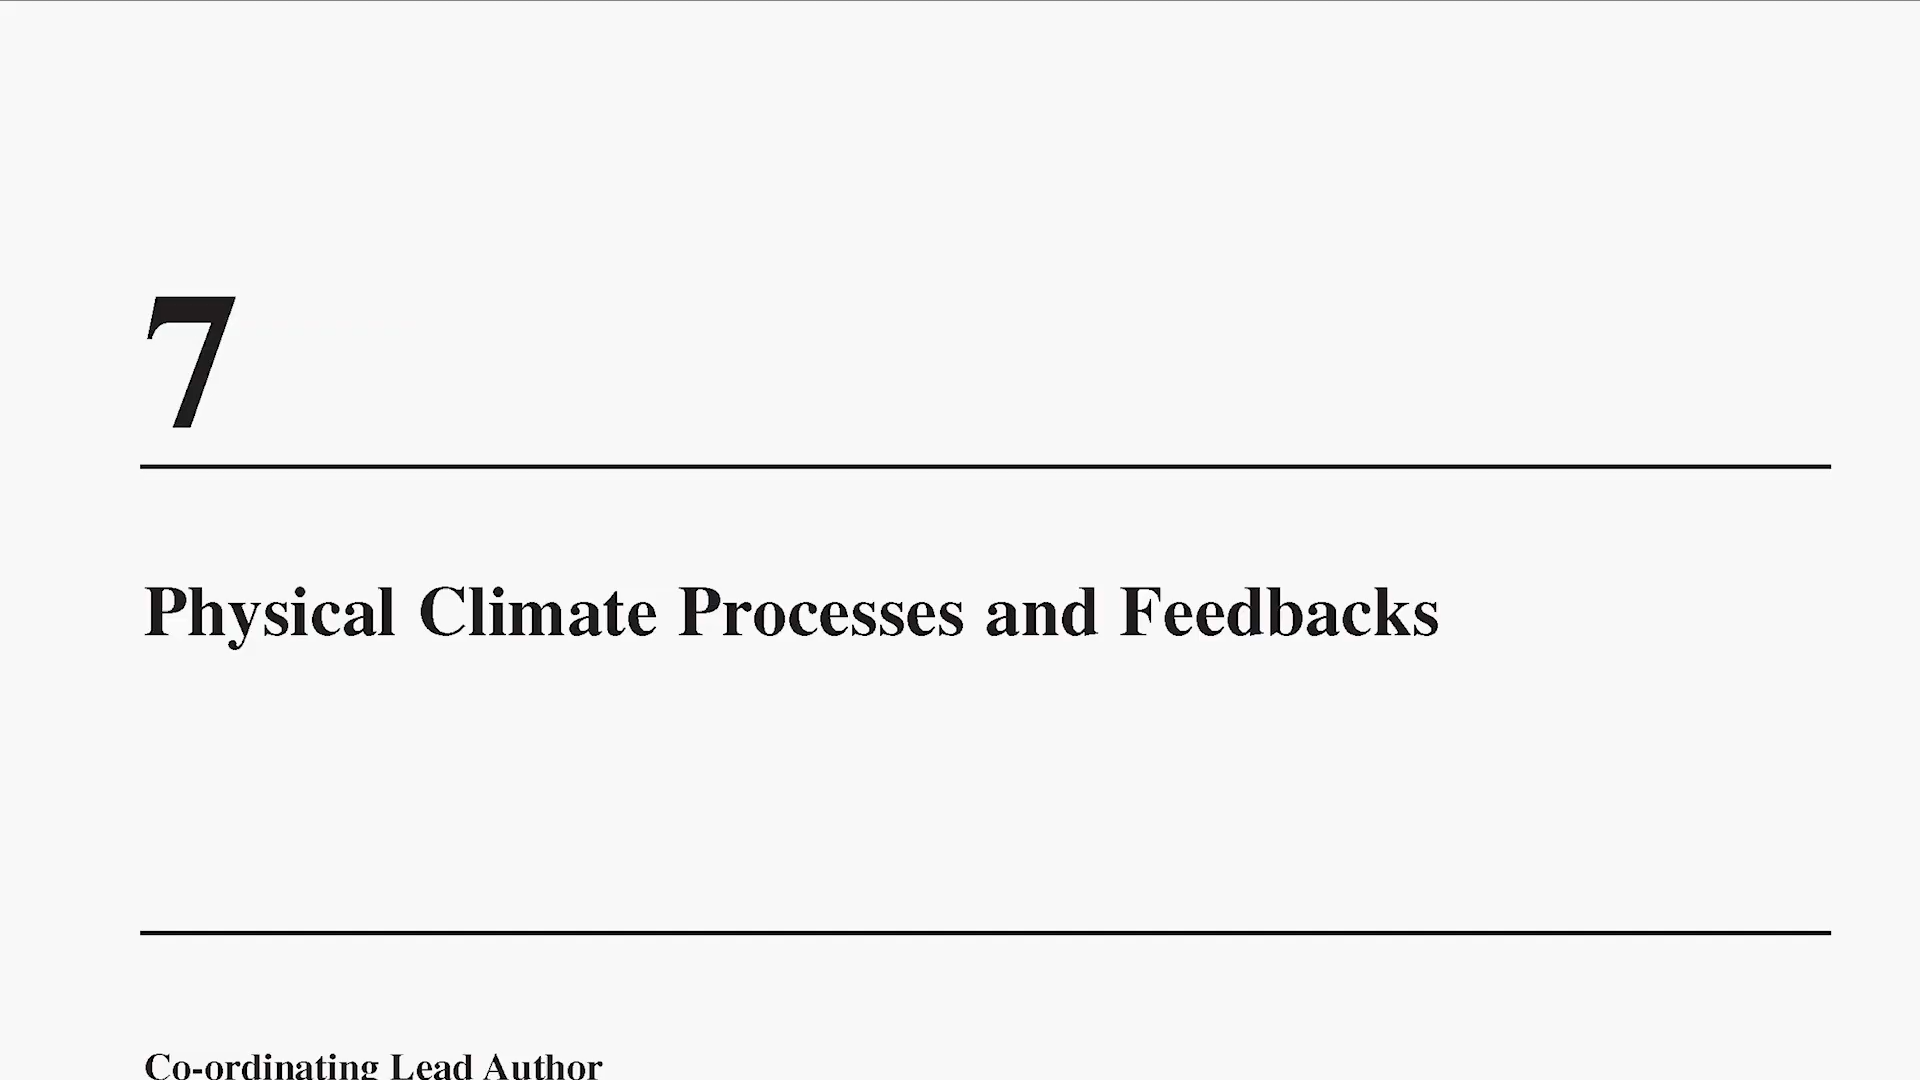 7
Physical Climate Processes and Feedbacks
Co-ordinating Lead Author